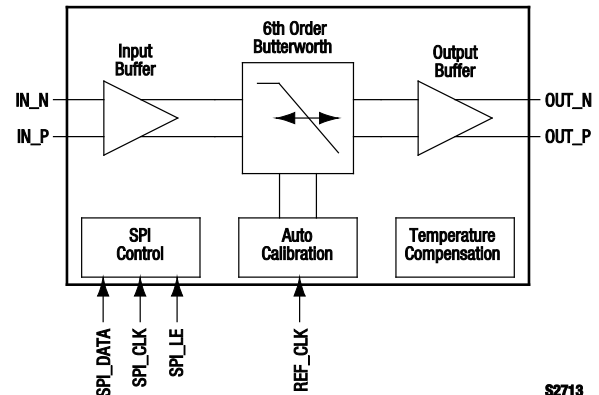 6th Order
Butterworth
Input
Buffer
Output
Buffer
IN_N
IN_P
OUT_N
OUT_P
SPI
Control
Auto
Calibration
Temperature
Compensation
SPI_DATA
SPI_CLK
SPI_LE
REF_CLK
S2713